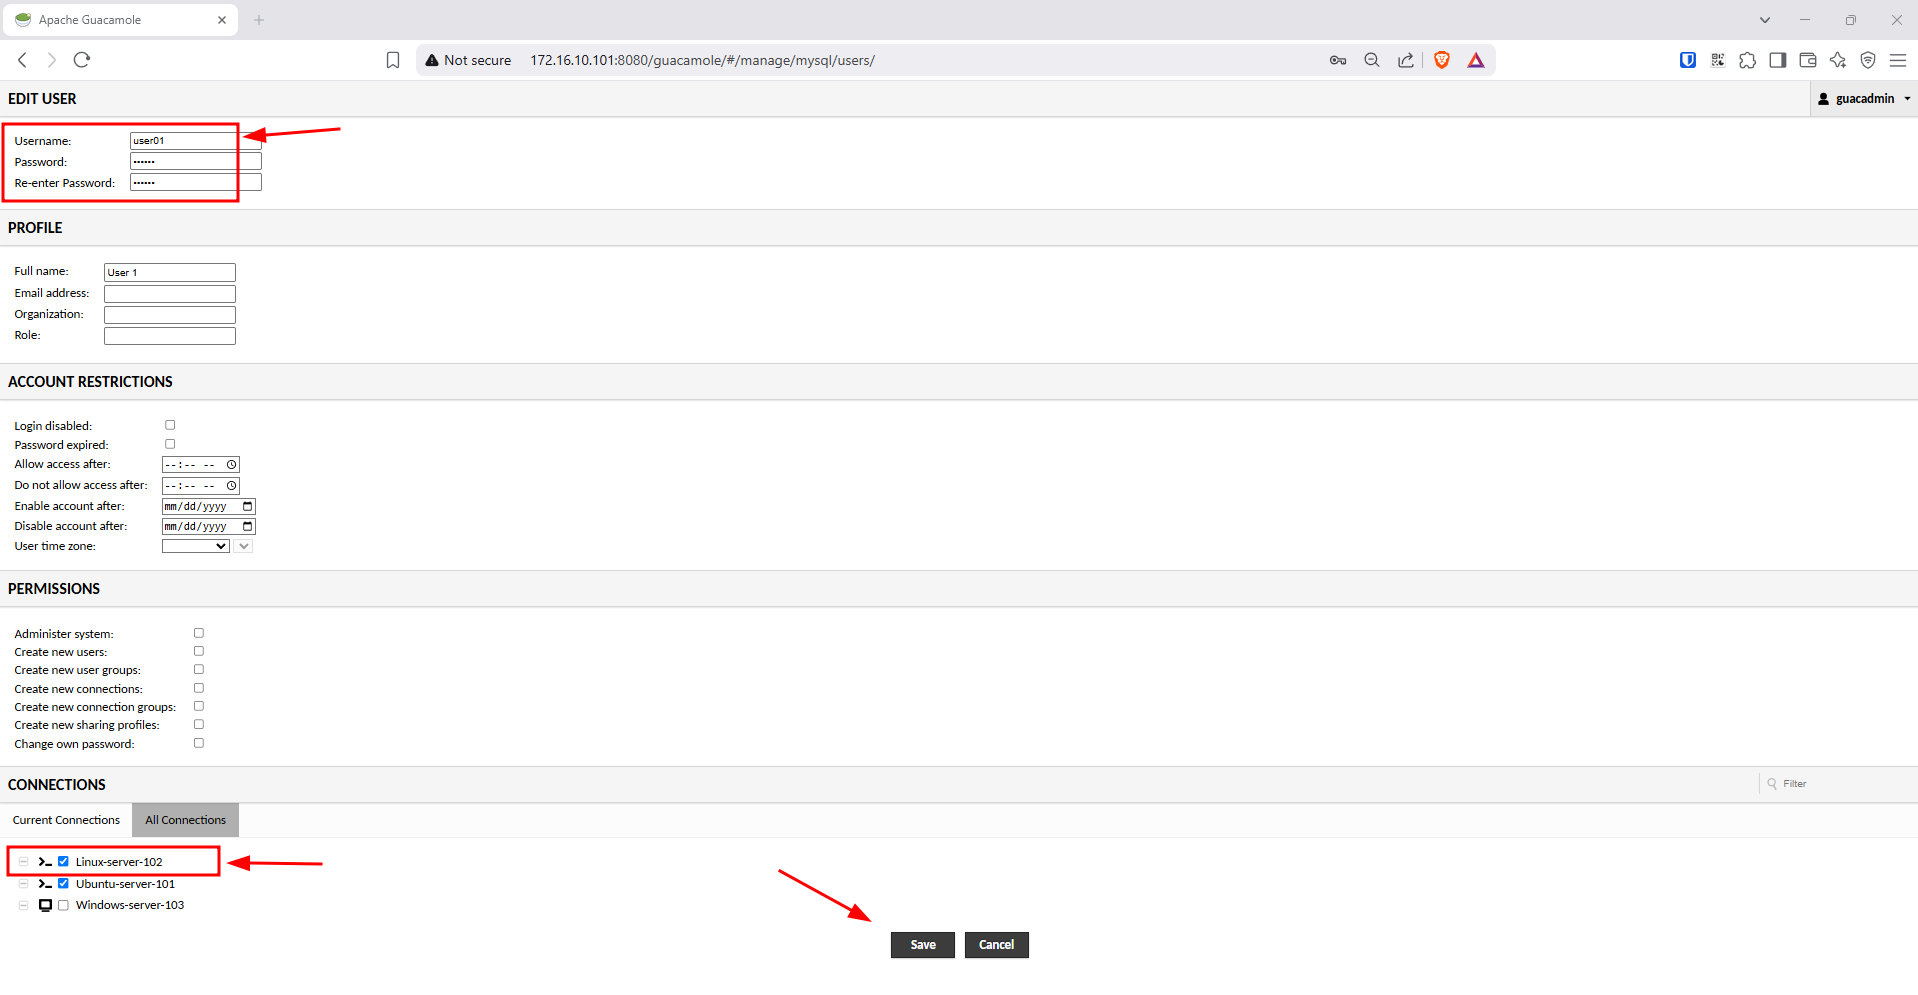 Apache Guacamole
Not secure 172.16.10.101:8080/guacamole/#/manage/mysql/users/
EDIT USER
guacadmin
Username: user01
Password: ••••••
Re-enter Password: ••••••
PROFILE
Full name: User 1
Email address:
Organization:
Role:
ACCOUNT RESTRICTIONS
Login disabled:
Password expired:
Allow access after: --:-- --
Do not allow access after: --:-- --
Enable account after: mm/dd/yyyy
Disable account after: mm/dd/yyyy
User time zone:
PERMISSIONS
Administer system:
Create new users:
Create new user groups:
Create new connections:
Create new connection groups:
Create new sharing profiles:
Change own password:
CONNECTIONS
Filter
Current Connections All Connections
Linux-server-102
Ubuntu-server-101
Windows-server-103
Save Cancel